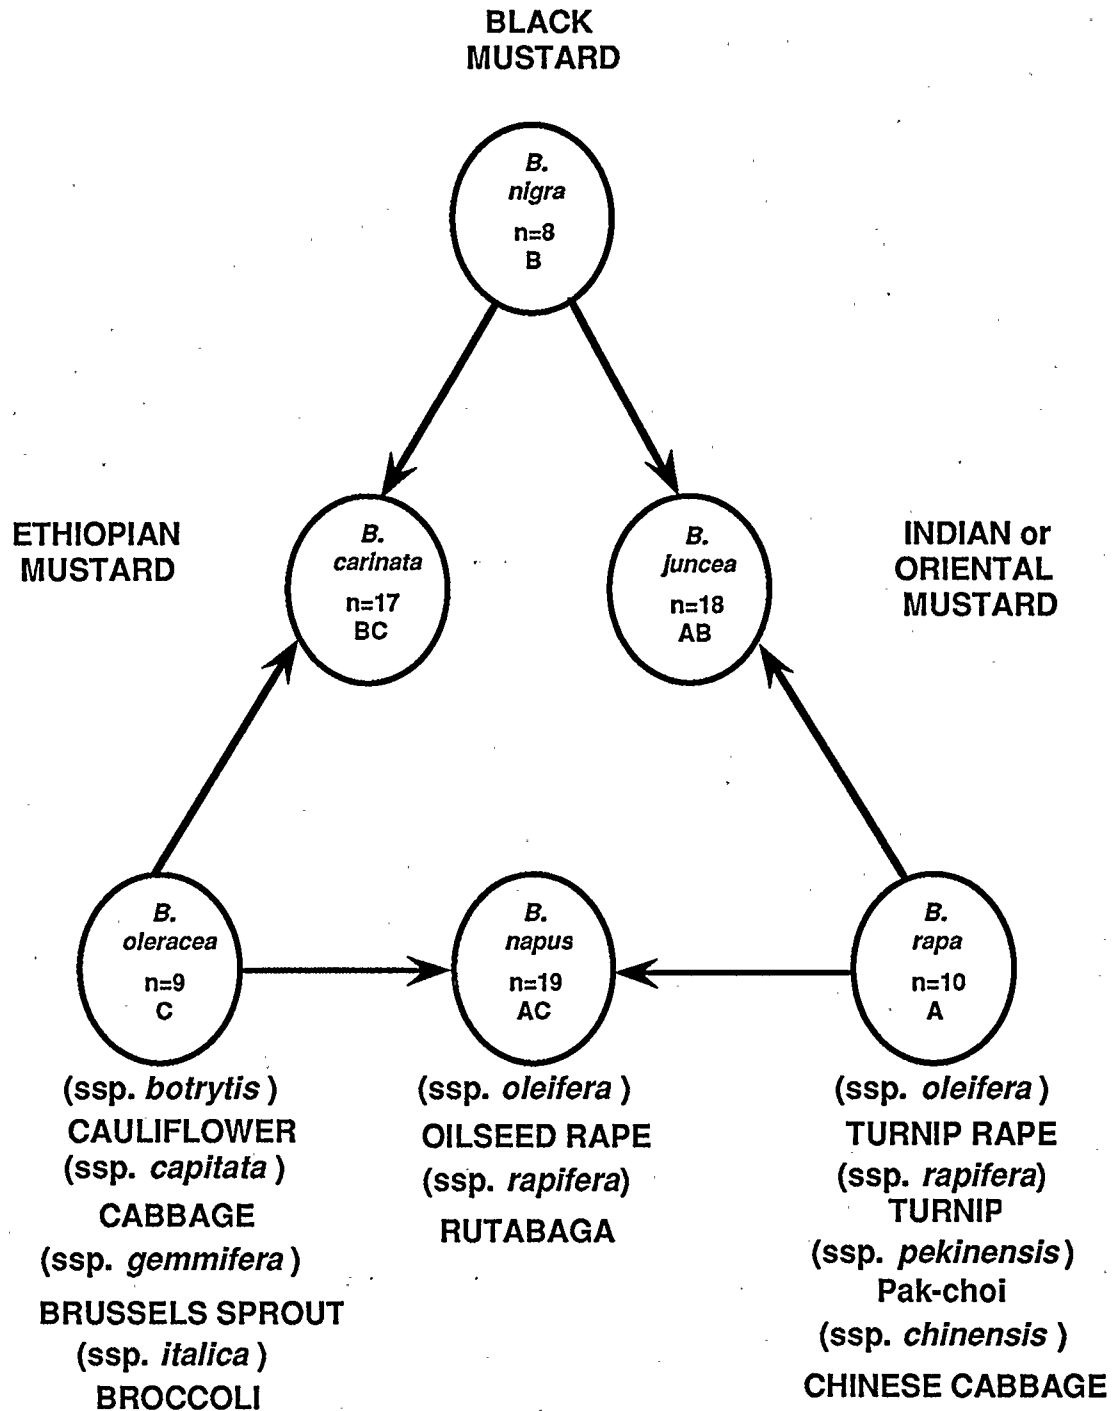 BLACK
MUSTARD
B.
nigra
n=8
B
ETHIOPIAN
MUSTARD
B.
carinata
n=17
BC
B.
juncea
n=18
AB
INDIAN or
ORIENTAL
MUSTARD
B.
oleracea
n=9
C
B.
napus
n=19
AC
B.
rapa
n=10
A
(ssp. botrytis )
CAULIFLOWER
(ssp. capitata )
CABBAGE
(ssp. gemmifera )
BRUSSELS SPROUT
(ssp. italica )
BROCCOLI
(ssp. oleifera )
OILSEED RAPE
(ssp. rapifera)
RUTABAGA
(ssp. oleifera )
TURNIP RAPE
(ssp. rapifera)
TURNIP
(ssp. pekinensis)
Pak-choi
(ssp. chinensis )
CHINESE CABBAGE